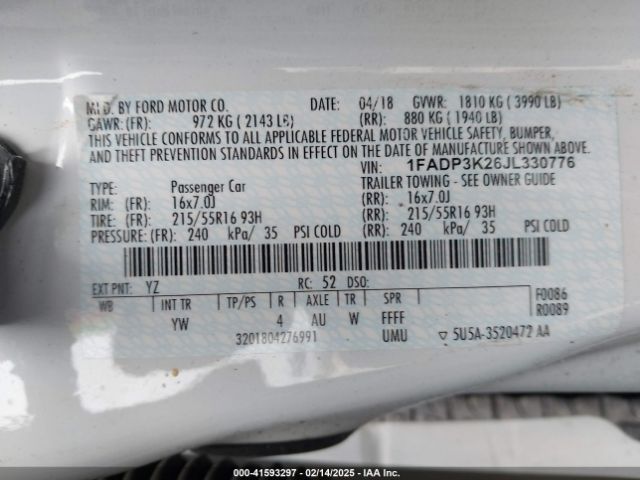 MFD. BY FORD MOTOR CO. DATE: 04/18 GVWR: 1810 KG ( 3990 LB)
GAWR: (FR): 972 KG ( 2143 LB) (RR): 880 KG ( 1940 LB)
THIS VEHICLE CONFORMS TO ALL APPLICABLE FEDERAL MOTOR VEHICLE SAFETY, BUMPER,
AND THEFT PREVENTION STANDARDS IN EFFECT ON THE DATE OF MANUFACTURE SHOWN ABOVE.
VIN: 1FADP3K26JL330776
TYPE: Passenger Car TRAILER TOWING - SEE OWNER GUIDE
RIM: (FR): 16x7.0J (RR): 16x7.0J
TIRE: (FR): 215/55R16 93H (RR): 215/55R16 93H
PRESSURE: (FR): 240 kPa/ 35 PSI COLD (RR): 240 kPa/ 35 PSI COLD
EXT PNT: YZ RC: 52 DSO:
WB INT TR TP/PS R AXLE TR SPR F0086
YW 4 AU W FFFF R0089
3201804276991 UMU ▽ 5U5A-3520472 AA
00-41593297 - 02/14/2025 - IAA Inc.